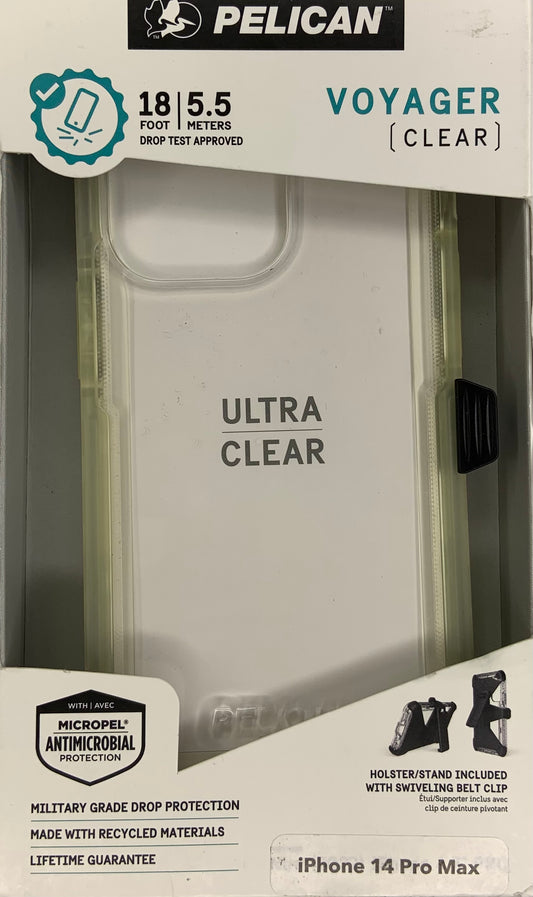 PELICAN™
18 | 5.5
FOOT | METERS
DROP TEST APPROVED
VOYAGER
[CLEAR]
ULTRA
CLEAR
PELICAN
WITH | AVEC
MICROPEL®
ANTIMICROBIAL
PROTECTION
HOLSTER/STAND INCLUDED
WITH SWIVELING BELT CLIP
Étui/Supporter inclus avec
clip de ceinture pivotant
MILITARY GRADE DROP PROTECTION
MADE WITH RECYCLED MATERIALS
LIFETIME GUARANTEE
iPhone 14 Pro Max